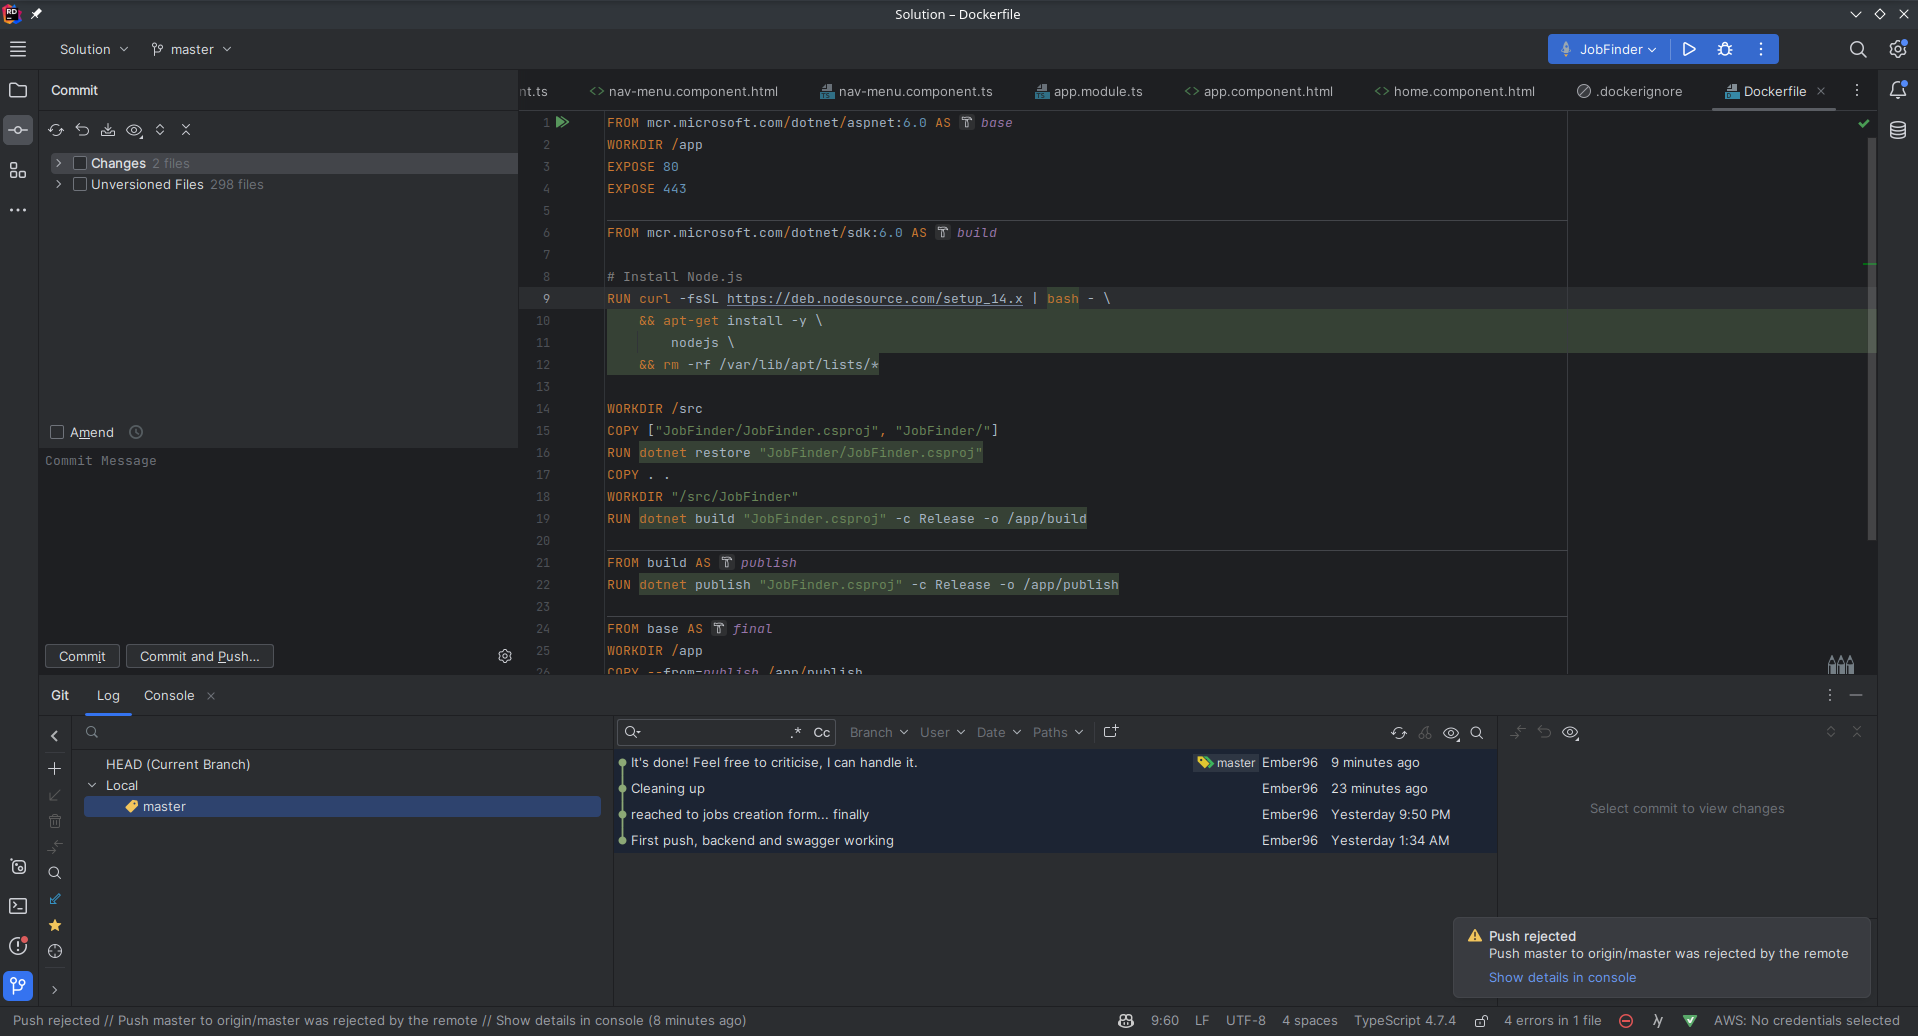 RD
Solution – Dockerfile
Solution
master
JobFinder
Commit
nt.ts
<> nav-menu.component.html
nav-menu.component.ts
app.module.ts
<> app.component.html
<> home.component.html
.dockerignore
Dockerfile
Changes 2 files
Unversioned Files 298 files
Amend
Commit Message
Commit
Commit and Push...
1 FROM mcr.microsoft.com/dotnet/aspnet:6.0 AS base
2 WORKDIR /app
3 EXPOSE 80
4 EXPOSE 443
5
6 FROM mcr.microsoft.com/dotnet/sdk:6.0 AS build
7
8 # Install Node.js
9 RUN curl -fsSL https://deb.nodesource.com/setup_14.x | bash - \
10 && apt-get install -y \
11 nodejs \
12 && rm -rf /var/lib/apt/lists/*
13
14 WORKDIR /src
15 COPY ["JobFinder/JobFinder.csproj", "JobFinder/"]
16 RUN dotnet restore "JobFinder/JobFinder.csproj"
17 COPY . .
18 WORKDIR "/src/JobFinder"
19 RUN dotnet build "JobFinder.csproj" -c Release -o /app/build
20
21 FROM build AS publish
22 RUN dotnet publish "JobFinder.csproj" -c Release -o /app/publish
23
24 FROM base AS final
25 WORKDIR /app
26 COPY --from=publish /app/publish
Git
Log
Console
HEAD (Current Branch)
Local
master
.* Cc
Branch
User
Date
Paths
It's done! Feel free to criticise, I can handle it. master Ember96 9 minutes ago
Cleaning up Ember96 23 minutes ago
reached to jobs creation form... finally Ember96 Yesterday 9:50 PM
First push, backend and swagger working Ember96 Yesterday 1:34 AM
Select commit to view changes
Push rejected
Push master to origin/master was rejected by the remote
Show details in console
Push rejected // Push master to origin/master was rejected by the remote // Show details in console (8 minutes ago)
9:60
LF
UTF-8
4 spaces
TypeScript 4.7.4
4 errors in 1 file
AWS: No credentials selected